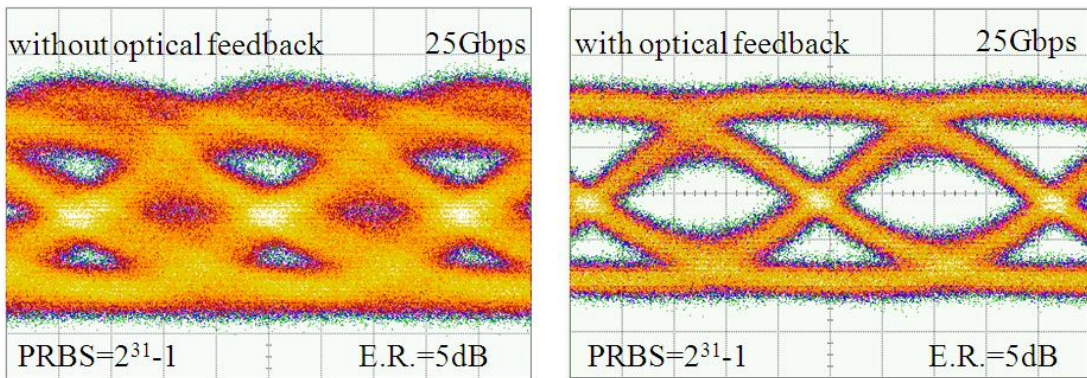 without optical feedback 25Gbps
PRBS=2³¹-1 E.R.=5dB
with optical feedback 25Gbps
PRBS=2³¹-1 E.R.=5dB